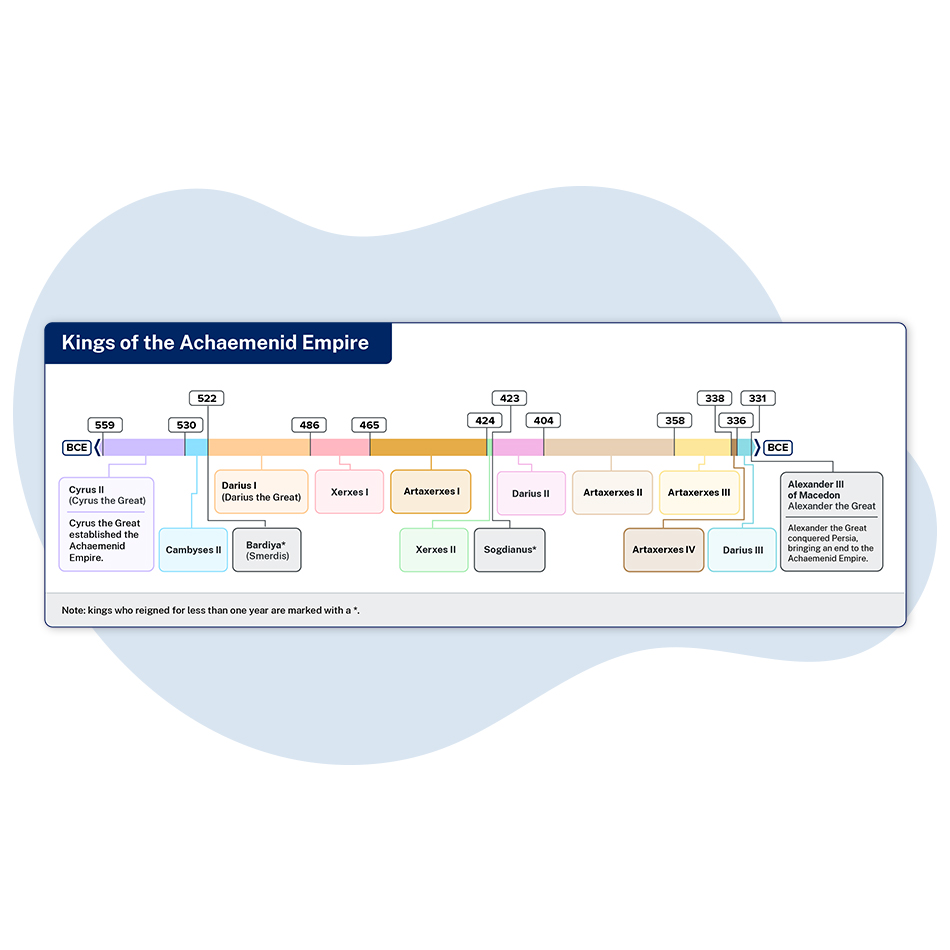 Kings of the Achaemenid Empire
522
423
338
331
559
530
486
465
424
404
358
336
BCE
BCE
Cyrus II
(Cyrus the Great)
Cyrus the Great
established the
Achaemenid
Empire.
Cambyses II
Bardiya*
(Smerdis)
Darius I
(Darius the Great)
Xerxes I
Artaxerxes I
Xerxes II
Sogdianus*
Darius II
Artaxerxes II
Artaxerxes III
Artaxerxes IV
Darius III
Alexander III
of Macedon
Alexander the Great
Alexander the Great
conquered Persia,
bringing an end to the
Achaemenid Empire.
Note: kings who reigned for less than one year are marked with a *.